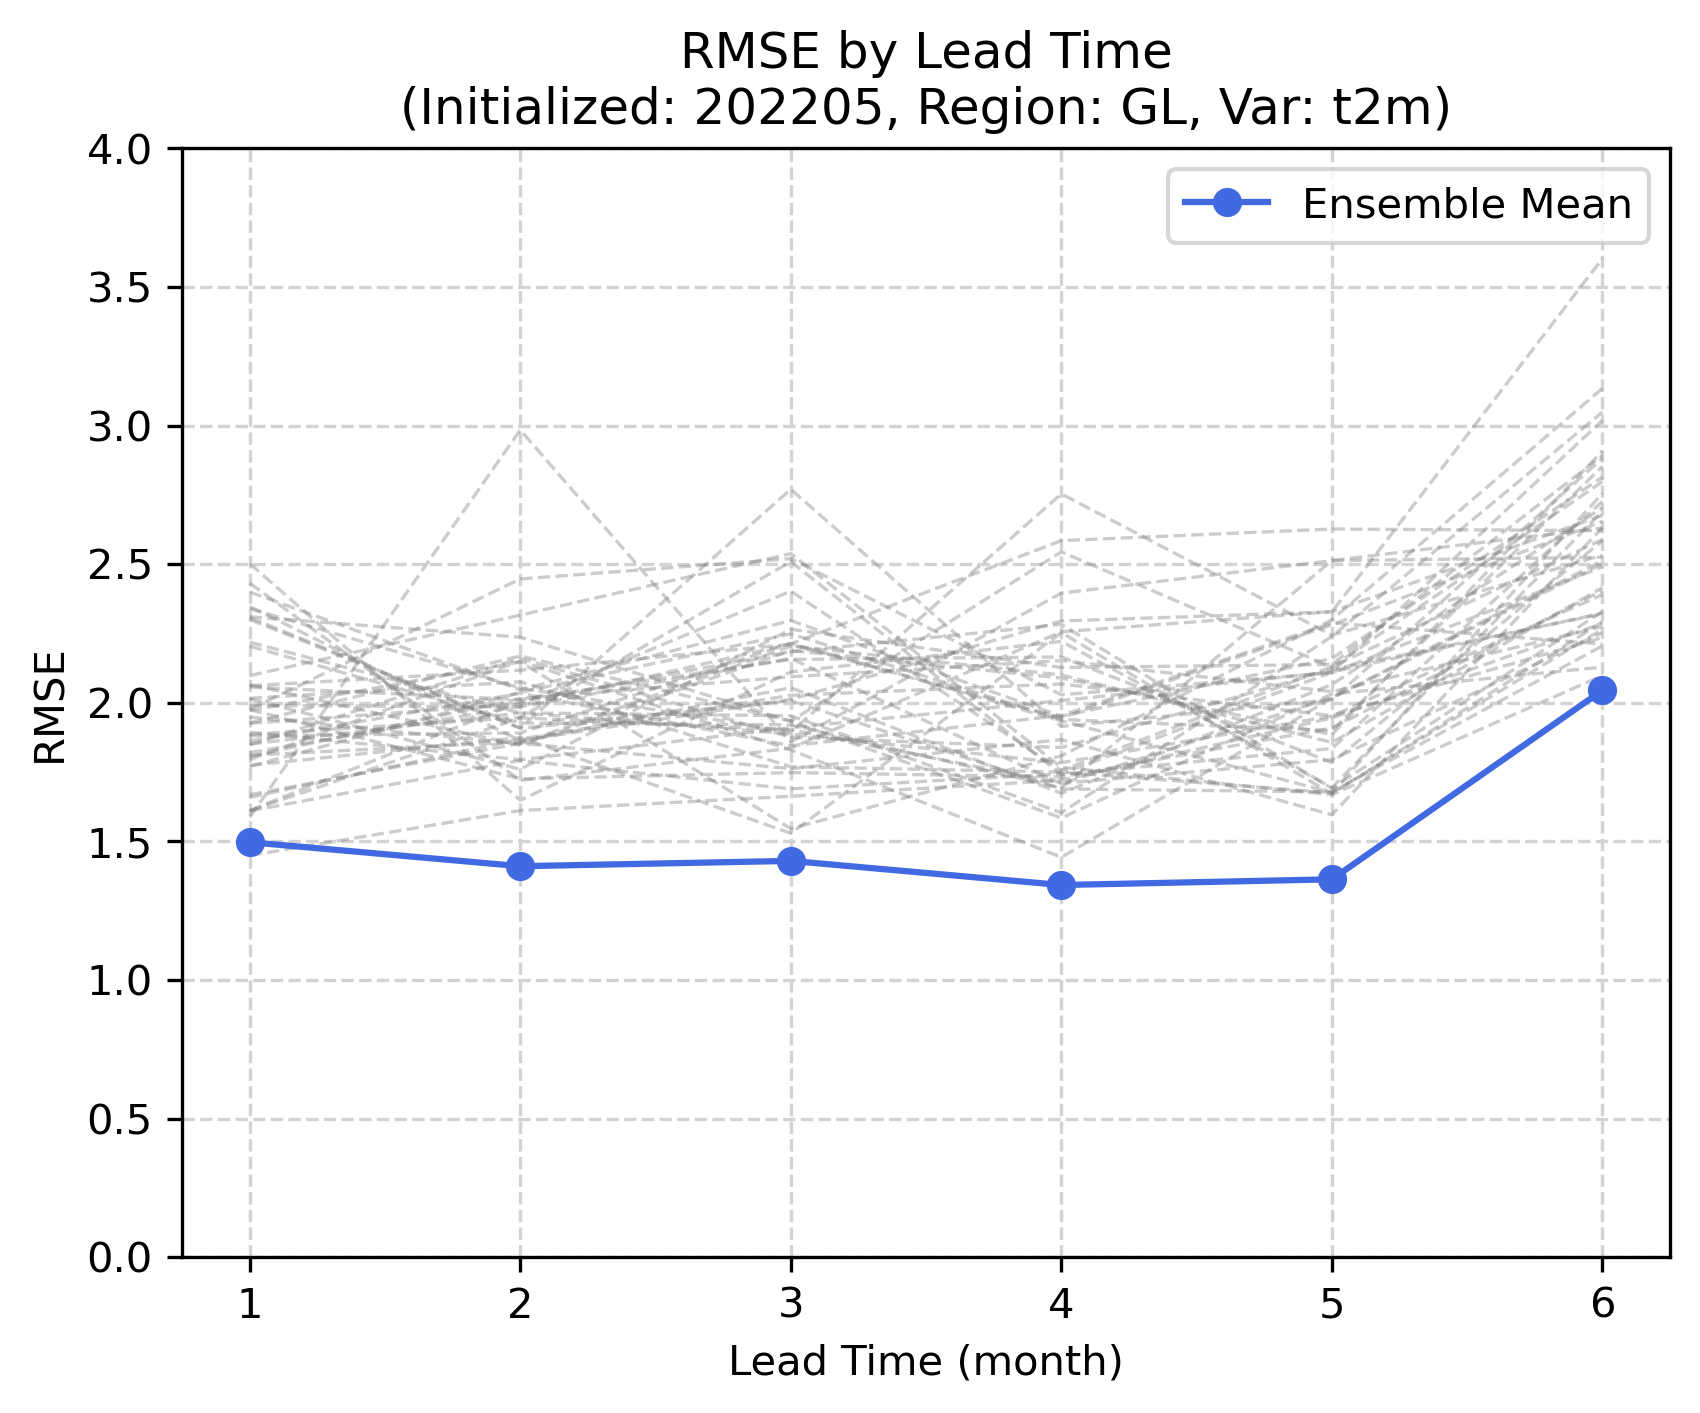 RMSE by Lead Time
(Initialized: 202205, Region: GL, Var: t2m)
Ensemble Mean
4.0
3.5
3.0
2.5
2.0
1.5
1.0
0.5
0.0
RMSE
1 2 3 4 5 6
Lead Time (month)